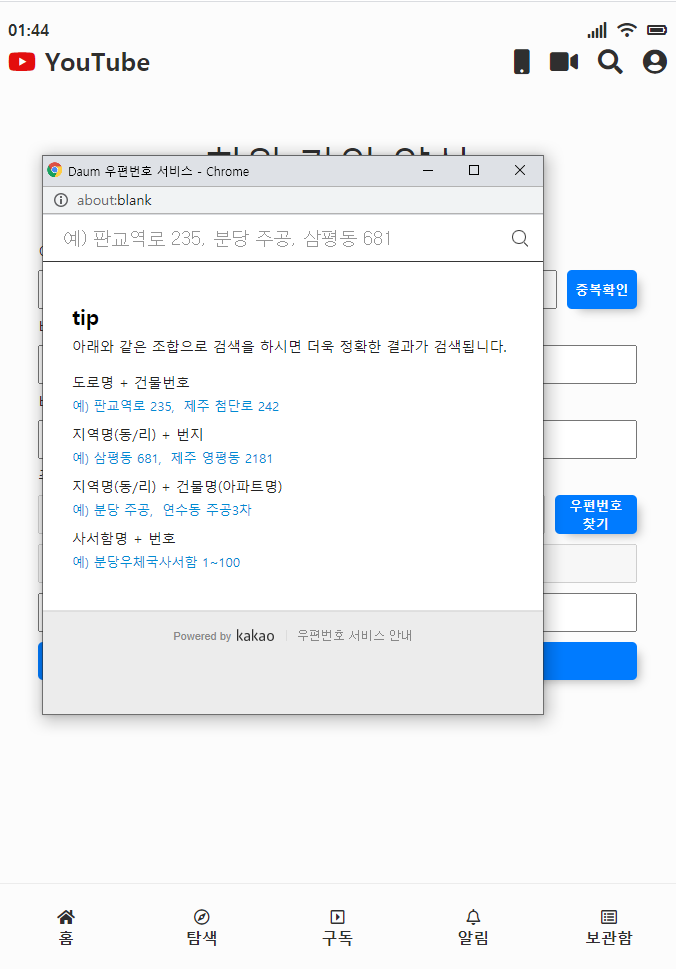 01:44
YouTube
Daum 우편번호 서비스 - Chrome
about:blank
예) 판교역로 235, 분당 주공, 삼평동 681
중복확인
tip
아래와 같은 조합으로 검색을 하시면 더욱 정확한 결과가 검색됩니다.
도로명 + 건물번호
예) 판교역로 235, 제주 첨단로 242
지역명(동/리) + 번지
예) 삼평동 681, 제주 영평동 2181
지역명(동/리) + 건물명(아파트명)
예) 분당 주공, 연수동 주공3차
우편번호
찾기
사서함명 + 번호
예) 분당우체국사서함 1~100
Powered by kakao
우편번호 서비스 안내
홈
탐색
구독
알림
보관함